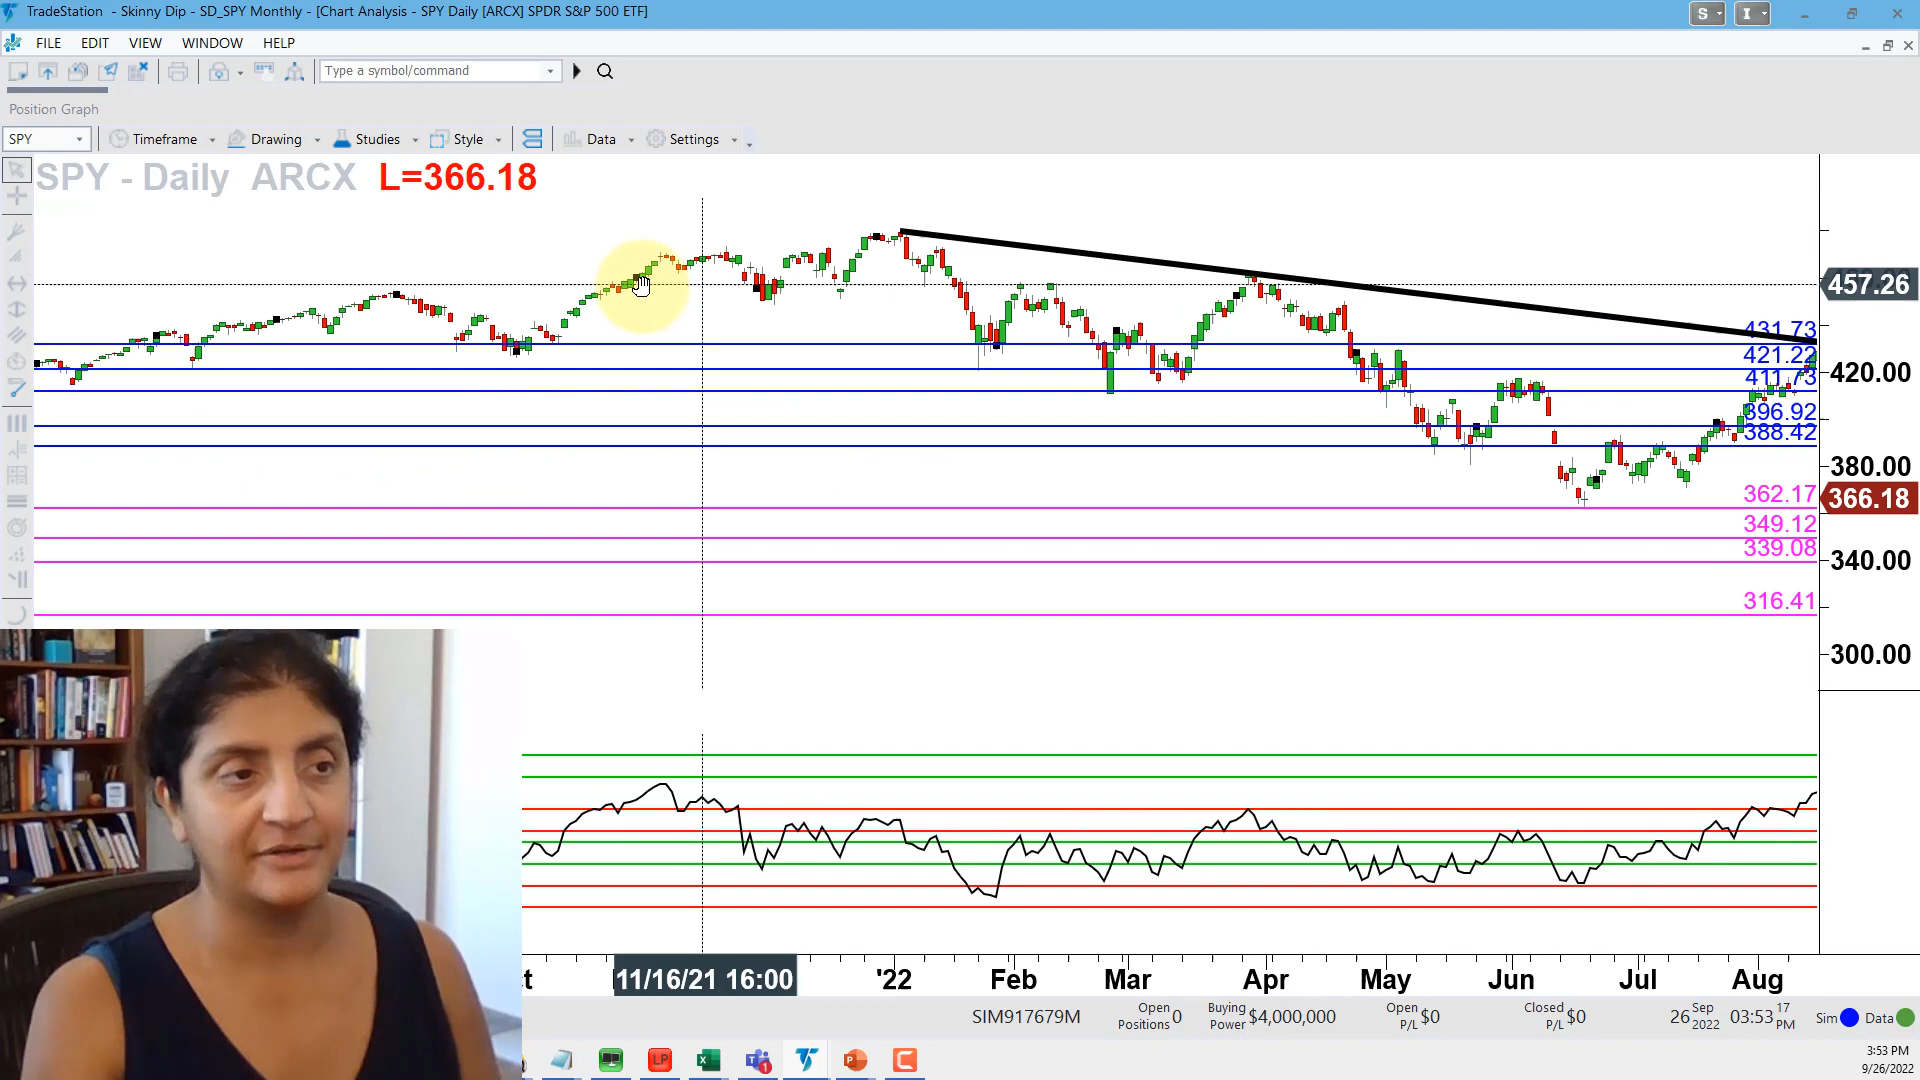 TradeStation - Skinny Dip - SD_SPY Monthly - [Chart Analysis - SPY Daily [ARCX] SPDR S&P 500 ETF]
S
I
FILE EDIT VIEW WINDOW HELP
Type a symbol/command
Position Graph
SPY Timeframe Drawing Studies Style Data Settings
SPY - Daily ARCX L=366.18
457.26
431.73
421.22
420.00
411.73
396.92
388.42
380.00
362.17
366.18
349.12
339.08
340.00
316.41
300.00
11/16/21 16:00 '22 Feb Mar Apr May Jun Jul Aug
SIM917679M Open Positions 0 Buying Power $4,000,000 Open P/L $0 Closed P/L $0 26 Sep 2022 03:53 17 PM Sim Data
LP
1
3:53 PM
9/26/2022